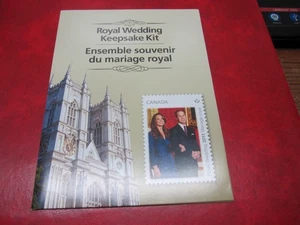 Royal Wedding
Keepsake Kit
Ensemble souvenir
du mariage royal
CANADA
P